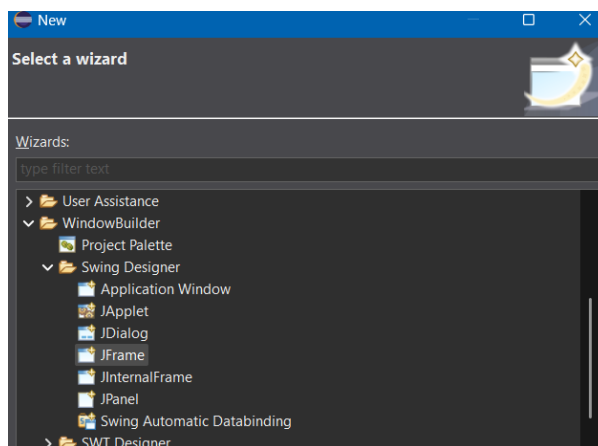 New
Select a wizard
Wizards:
type filter text
User Assistance
WindowBuilder
Project Palette
Swing Designer
Application Window
JApplet
JDialog
JFrame
JInternalFrame
JPanel
Swing Automatic Databinding
SWT Designer